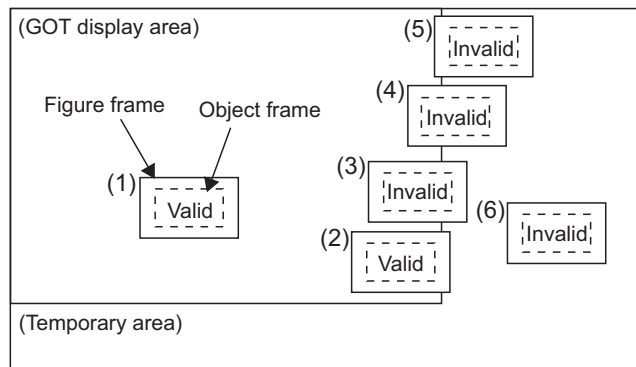 (GOT display area)
(5)
Invalid
(4)
Invalid
Figure frame
Object frame
(3)
Invalid
(1)
Valid
(6)
Invalid
(2)
Valid
(Temporary area)